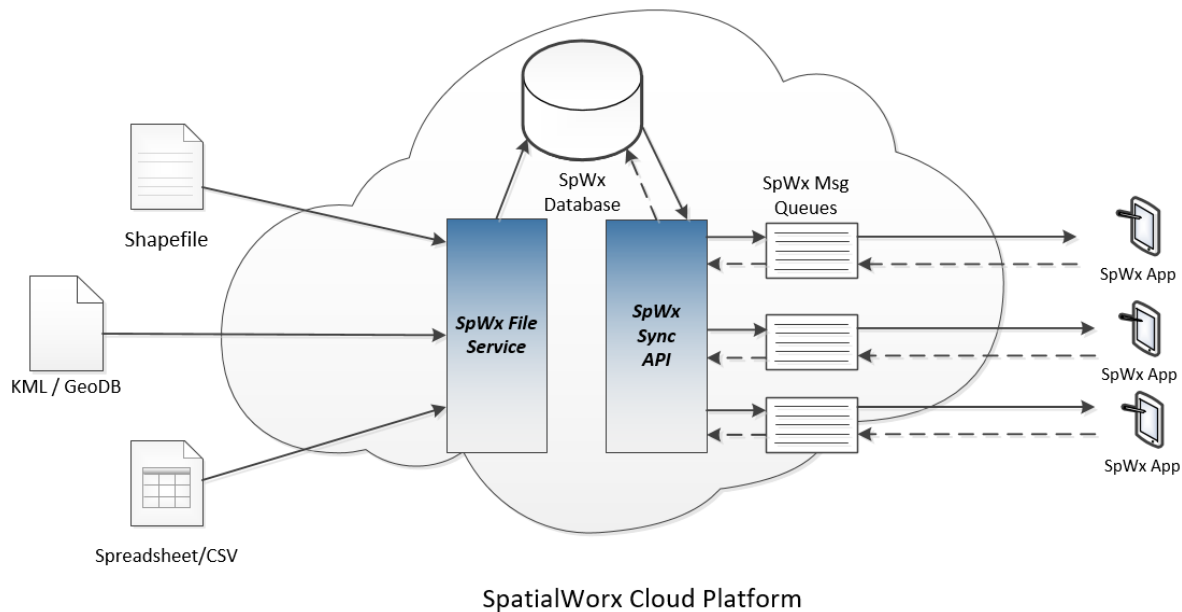 SpWx
Database
SpWx Msg
Queues
Shapefile
SpWx App
SpWx File
Service
SpWx
Sync
API
KML / GeoDB
SpWx App
SpWx App
Spreadsheet/CSV
SpatialWorx Cloud Platform